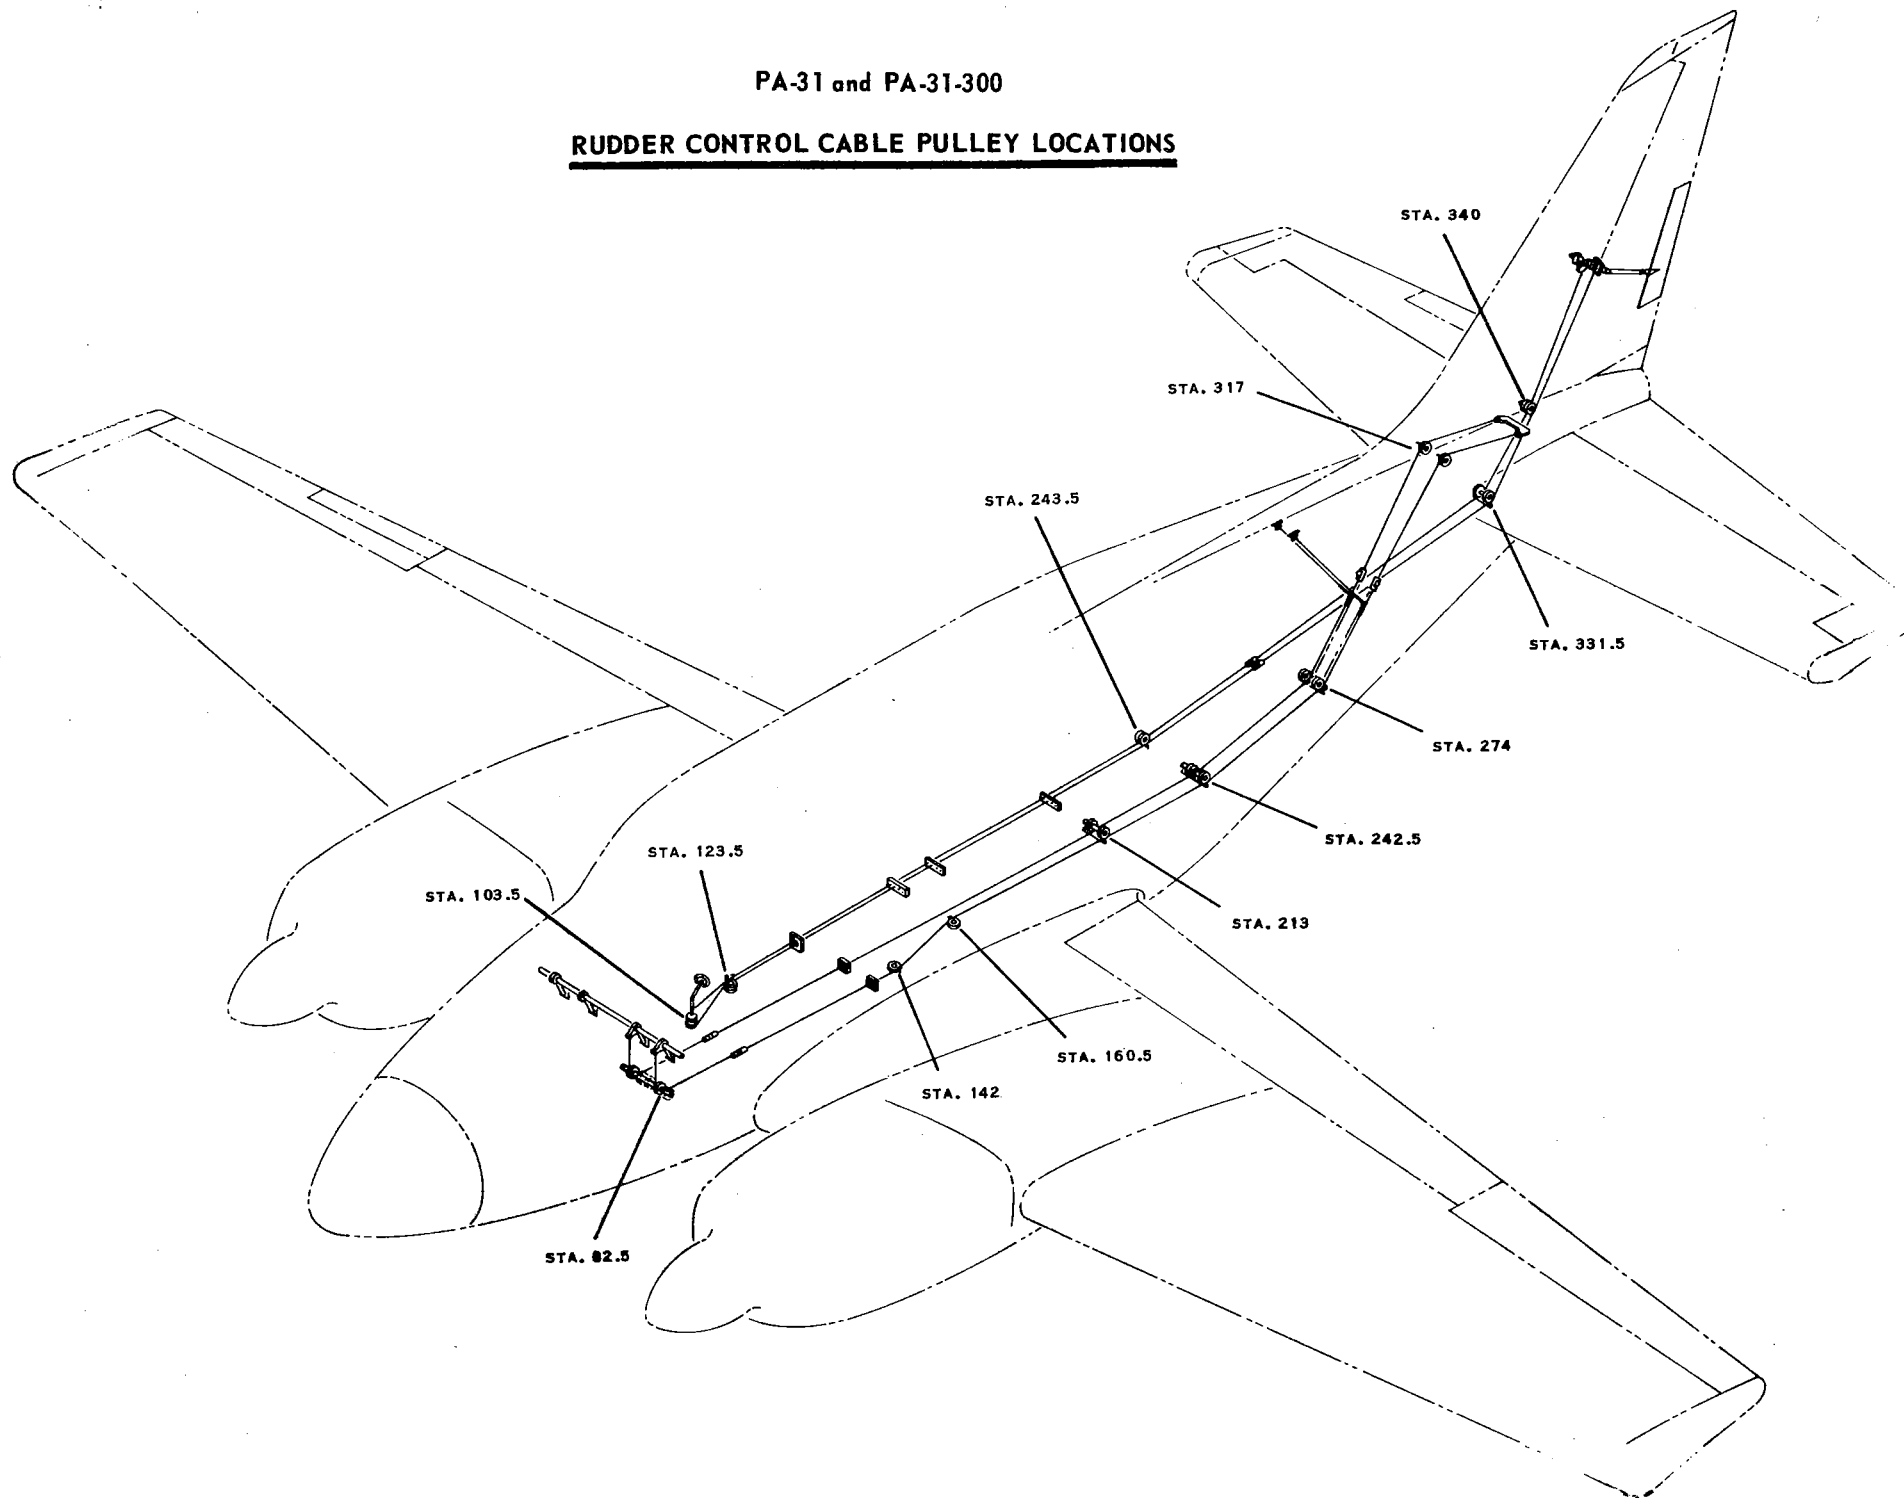 PA-31 and PA-31-300
RUDDER CONTROL CABLE PULLEY LOCATIONS
STA. 340
STA. 317
STA. 243.5
STA. 331.5
STA. 274
STA. 242.5
STA. 123.5
STA. 103.5
STA. 213
STA. 160.5
STA. 142
STA. 82.5